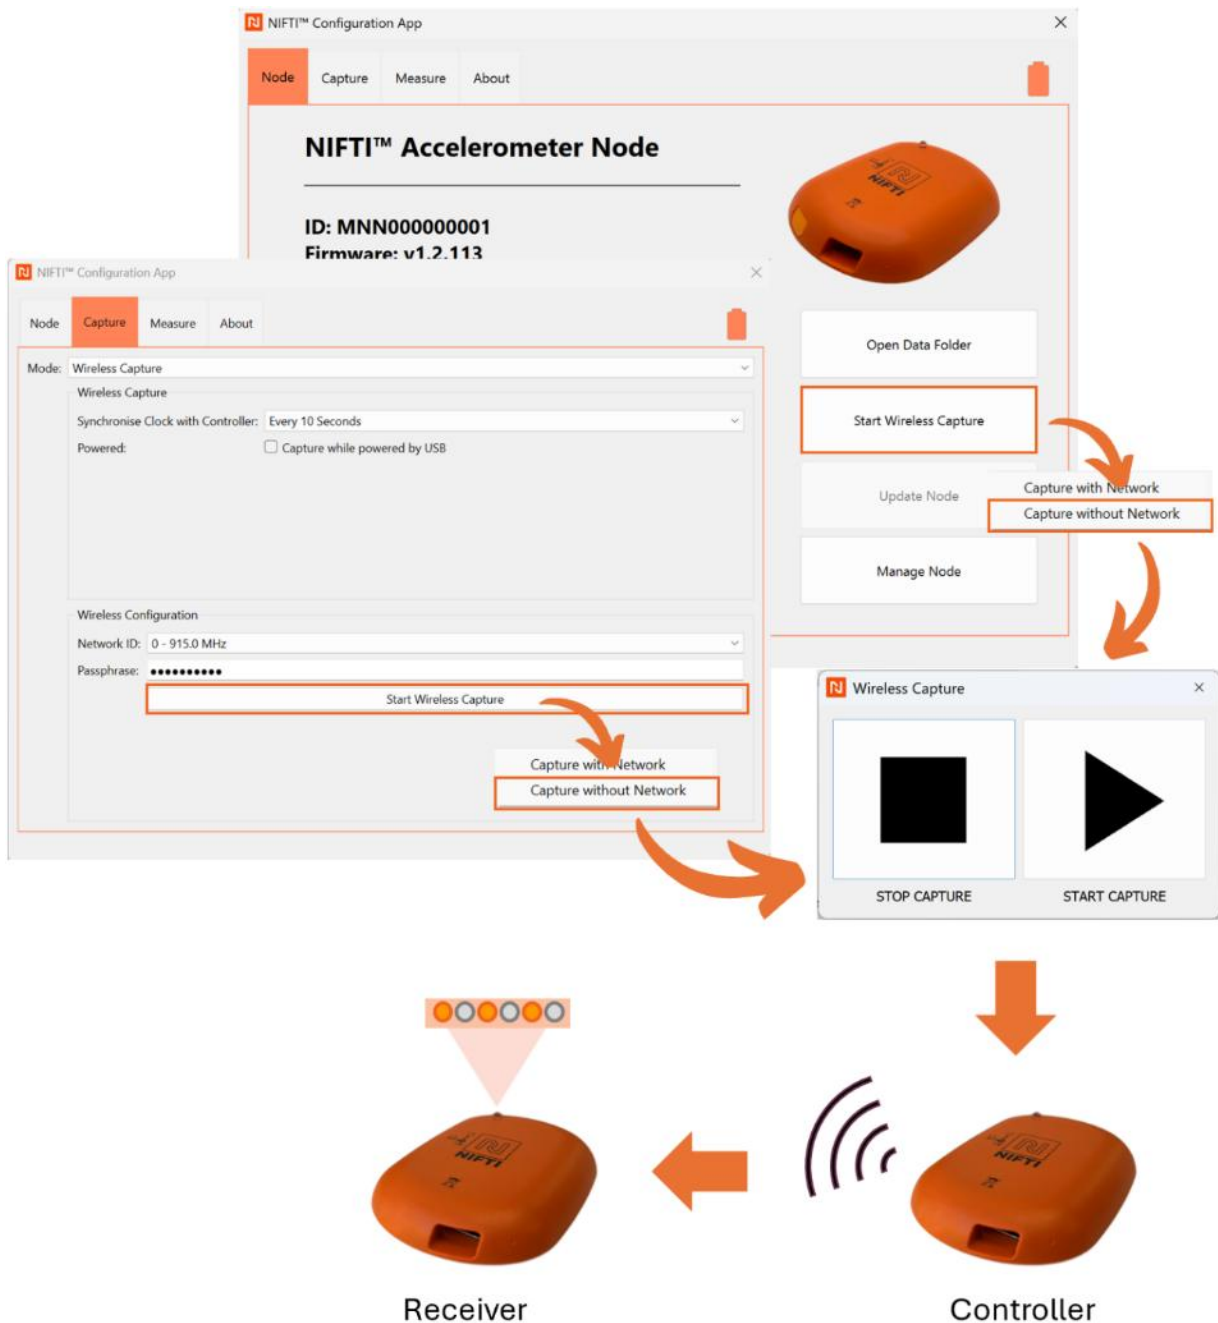 NIFTI™ Configuration App
Node Capture Measure About
NIFTI™ Accelerometer Node
ID: MNN000000001
Firmware: v1.2.113
NIFTI
Open Data Folder
Start Wireless Capture
Update Node
Manage Node
Capture with Network
Capture without Network
NIFTI™ Configuration App
Node Capture Measure About
Mode: Wireless Capture
Wireless Capture
Synchronise Clock with Controller: Every 10 Seconds
Powered: Capture while powered by USB
Wireless Configuration
Network ID: 0 - 915.0 MHz
Passphrase: ●●●●●●●●●●
Start Wireless Capture
Capture with Network
Capture without Network
Wireless Capture
STOP CAPTURE START CAPTURE
NIFTI
NIFTI
Receiver Controller